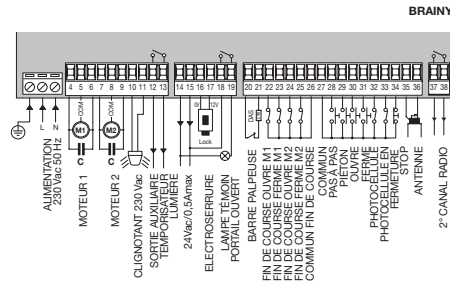 BRAINY
4 5 6 7 8 9 10 11 12 13 14 15 16 17 18 19 20 21 22 23 24 25 26 27 28 29 30 31 32 33 34 35 36 37 38
COM
COM
0V 12V
DAS
M1
M2
C
C
Lock
L N
ALIMENTATION
230 Vac 50 Hz
MOTEUR 1
MOTEUR 2
CLIGNOTANT 230 Vac
SORTIE AUXILIAIRE
TEMPORISATEUR
LUMIÈRE
24Vac/0,5Amax
ELECTROSERRURE
LAMPE TÉMOIN
PORTAIL OUVERT
BARRE PALPEUSE
FIN DE COURSE OUVRE M1
FIN DE COURSE FERME M1
FIN DE COURSE OUVRE M2
FIN DE COURSE FERME M2
COMMUN FIN DE COURSE
COMMUN
PAS À PAS
PIÉTON
OUVRE
FERME
PHOTOCELLULE
PHOTOCELLULE EN
FERMETURE
STOP
ANTENNE
2° CANAL RADIO